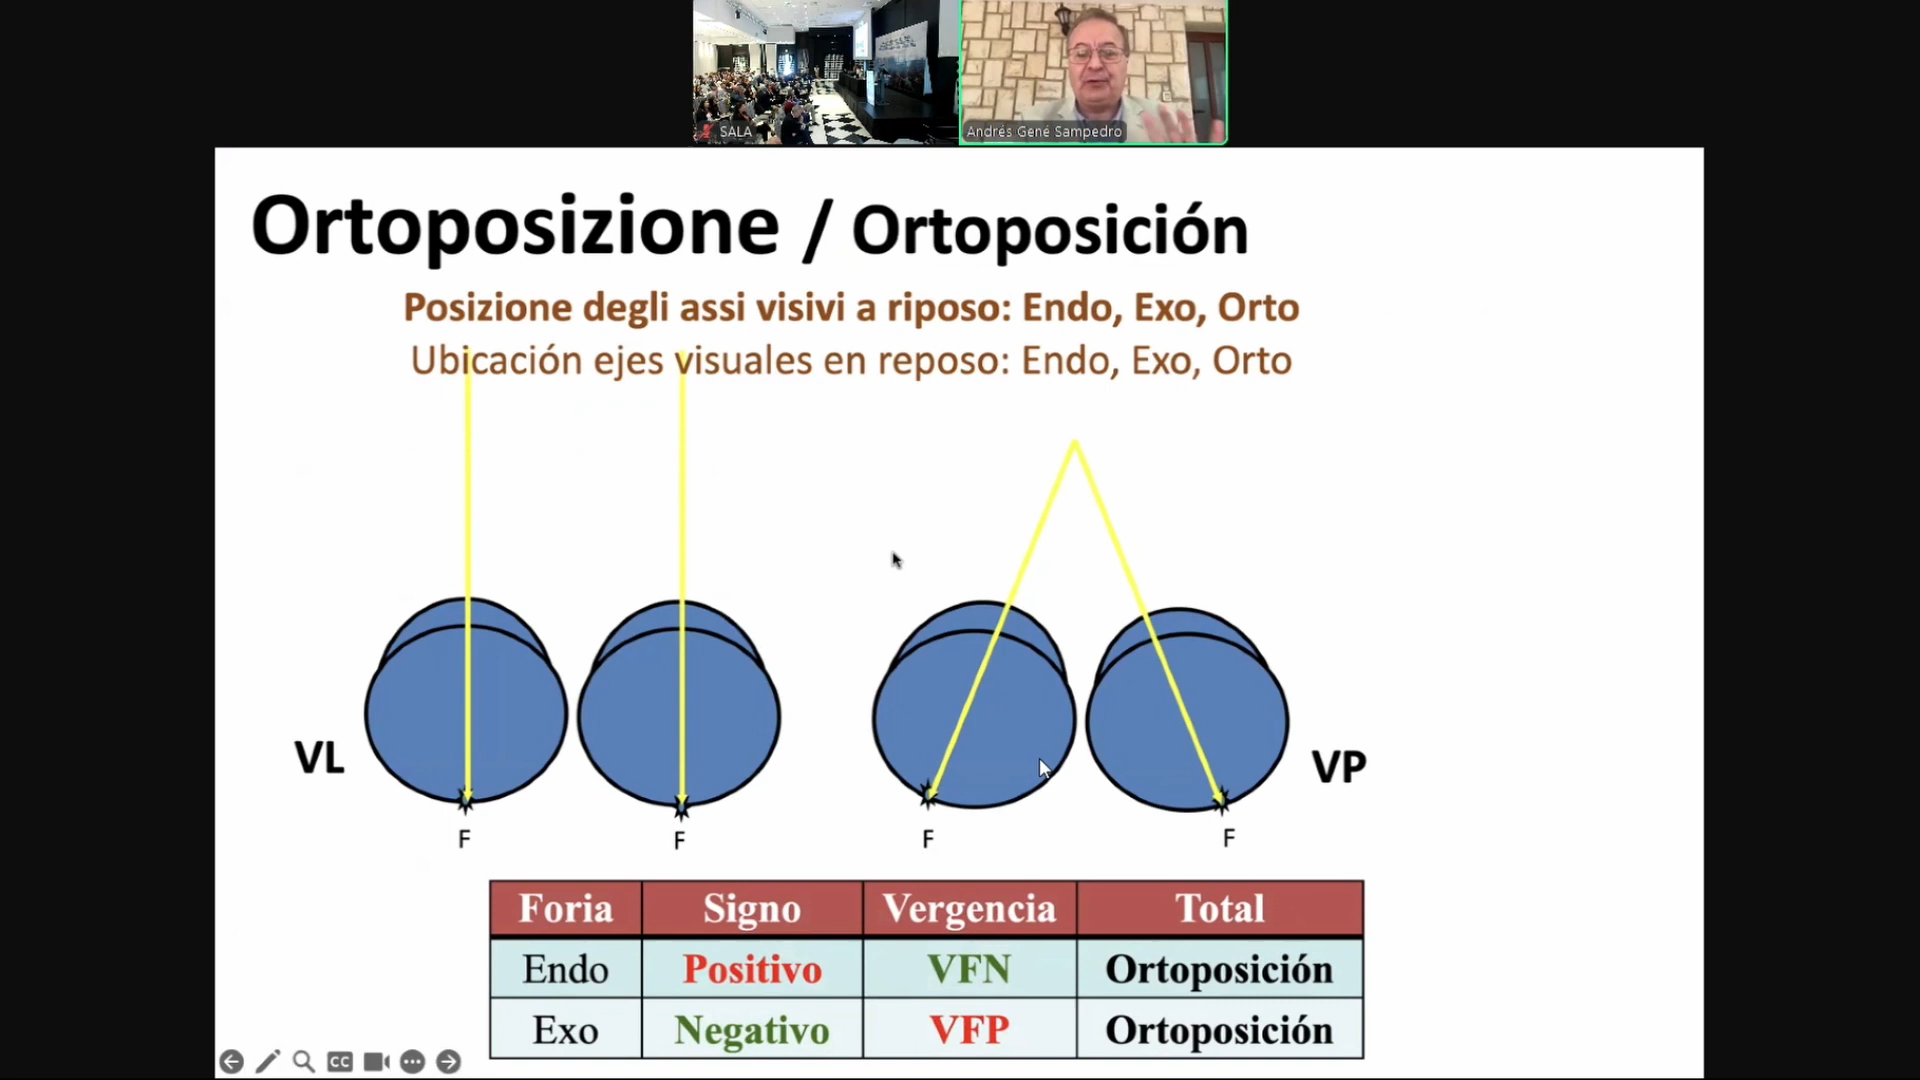 SALA
Andrés Gené Sampedro
Ortoposizione / Ortoposición
Posizione degli assi visivi a riposo: Endo, Exo, Orto
Ubicación ejes visuales en reposo: Endo, Exo, Orto
VL
VP
F F F F
Foria Signo Vergencia Total
Endo Positivo VFN Ortoposición
Exo Negativo VFP Ortoposición
CC